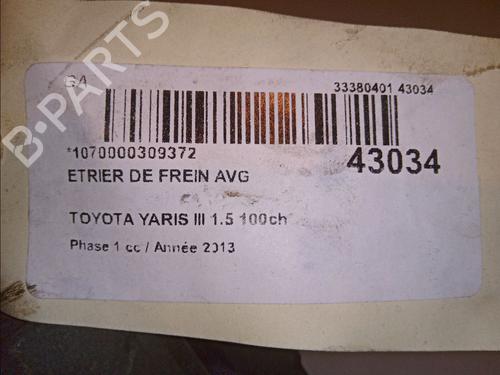 B-PARTS
GA 33380401 43034
*1070000309372 43034
ETRIER DE FREIN AVG
TOYOTA YARIS III 1.5 100ch
Phase 1 cc / Année 2013